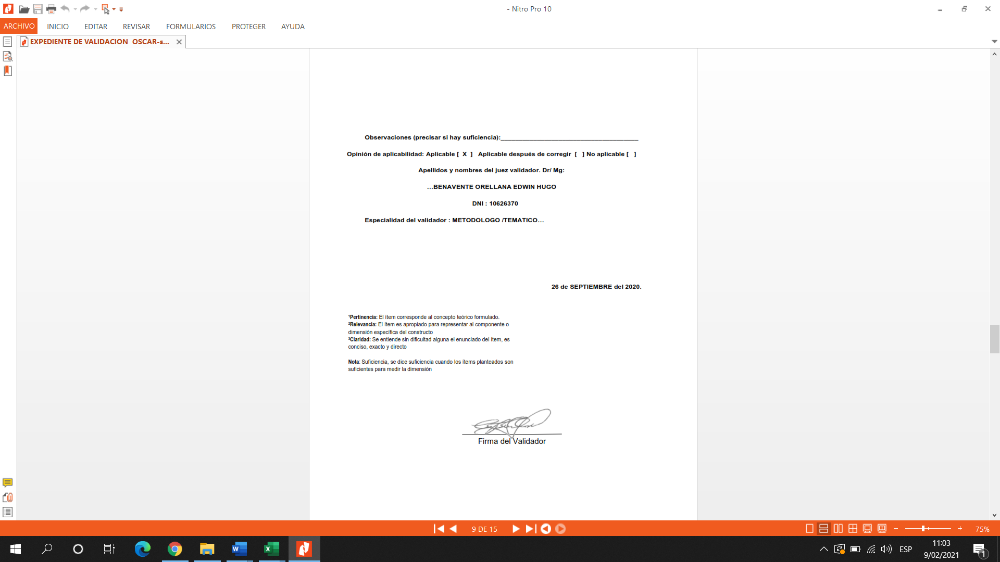 - Nitro Pro 10
ARCHIVO INICIO EDITAR REVISAR FORMULARIOS PROTEGER AYUDA
EXPEDIENTE DE VALIDACION OSCAR-s...
Observaciones (precisar si hay suficiencia):______________________________________
Opinión de aplicabilidad: Aplicable [ X ] Aplicable después de corregir [ ] No aplicable [ ]
Apellidos y nombres del juez validador. Dr/ Mg:
…BENAVENTE ORELLANA EDWIN HUGO
DNI : 10626370
Especialidad del validador : METODOLOGO /TEMATICO…
26 de SEPTIEMBRE del 2020.
¹Pertinencia: El ítem corresponde al concepto teórico formulado.
²Relevancia: El ítem es apropiado para representar al componente o
dimensión específica del constructo
³Claridad: Se entiende sin dificultad alguna el enunciado del ítem, es
conciso, exacto y directo
Nota: Suficiencia, se dice suficiencia cuando los ítems planteados son
suficientes para medir la dimensión
Firma del Validador
9 DE 15
75%
ESP
11:03
9/02/2021
1